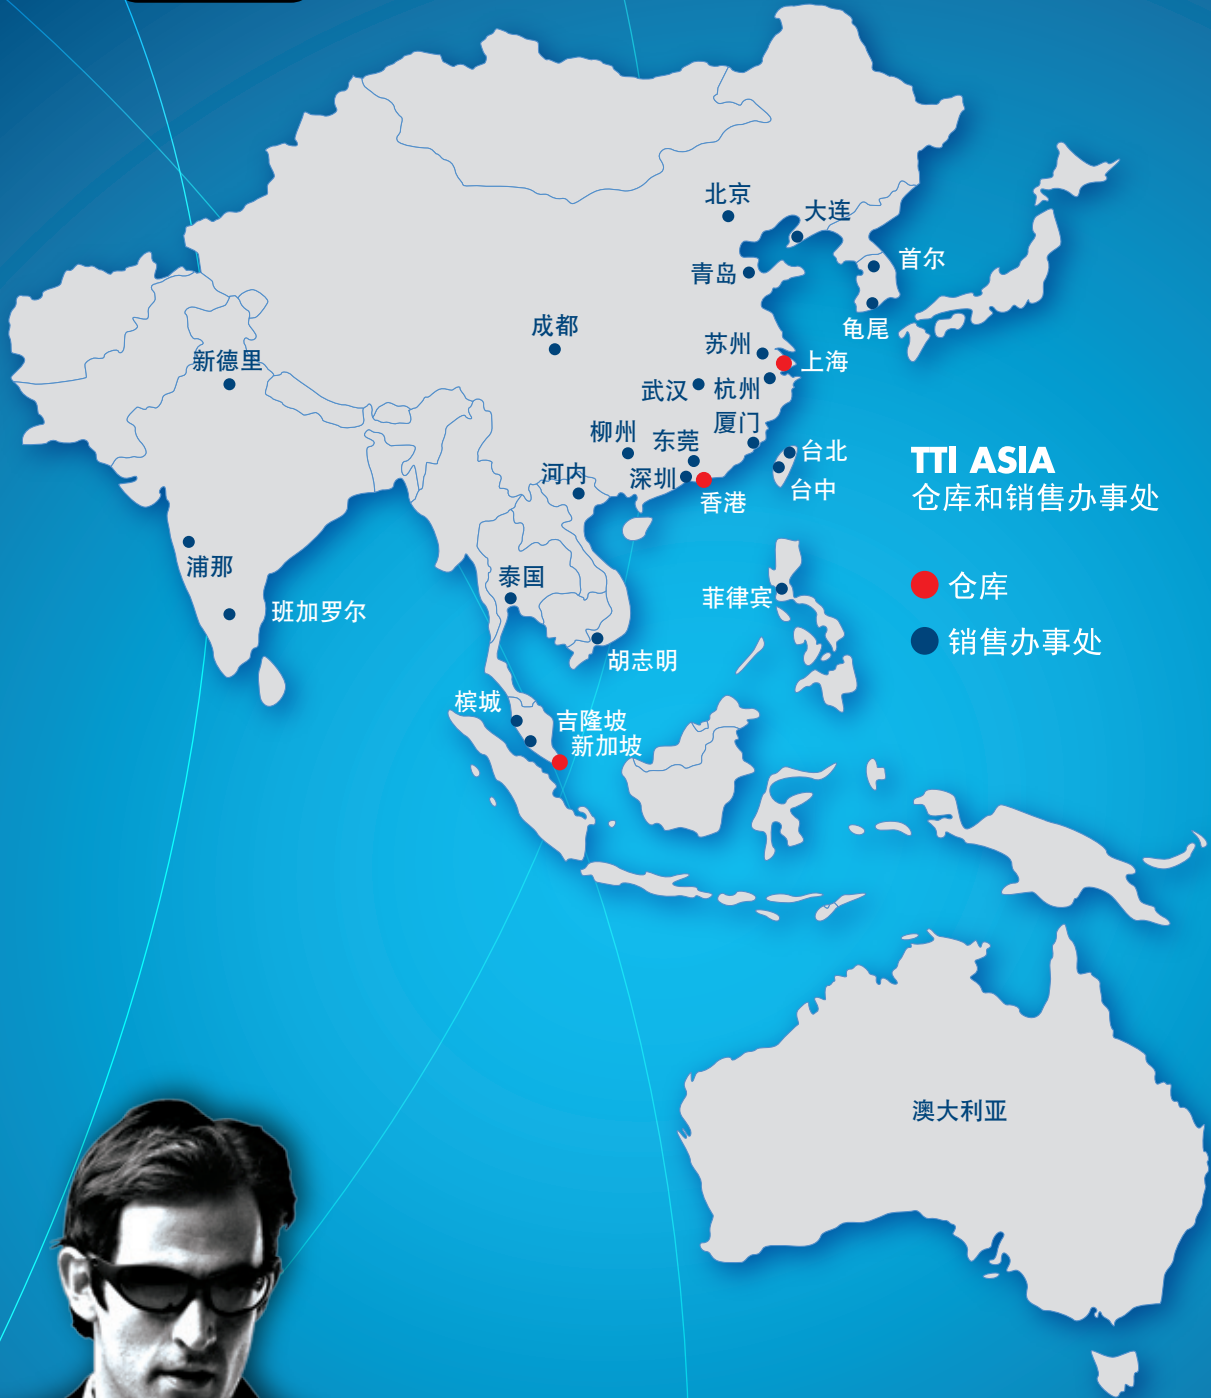 北京
大连
首尔
青岛
龟尾
成都
苏州
上海
新德里
武汉
杭州
厦门
柳州
东莞
台北
TTI ASIA
仓库和销售办事处
河内
深圳
香港
台中
浦那
泰国
仓库
菲律宾
班加罗尔
销售办事处
胡志明
槟城
吉隆坡
新加坡
澳大利亚